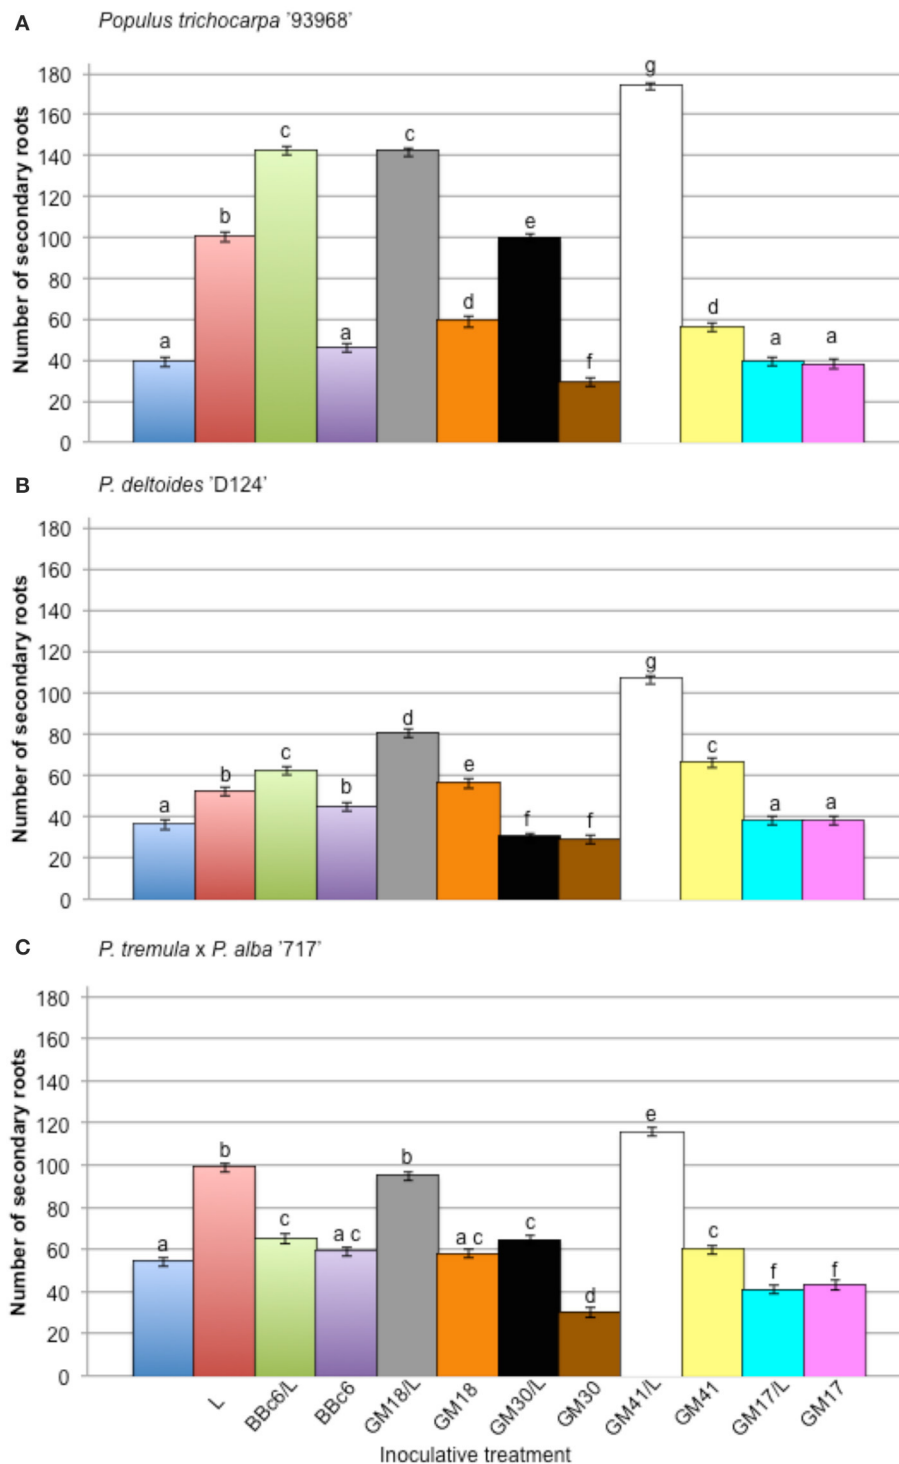 A
Populus trichocarpa '93968'
Number of secondary roots
180
160
140
120
100
80
60
40
20
0
a
b
c
a
c
d
e
f
g
d
a
a
B
P. deltoides 'D124'
Number of secondary roots
180
160
140
120
100
80
60
40
20
0
a
b
c
b
d
e
f
f
g
c
a
a
C
P. tremula x P. alba '717'
Number of secondary roots
180
160
140
120
100
80
60
40
20
0
a
b
c
a c
b
a c
c
d
e
c
f
f
L
BBc6/L
BBc6
GM18/L
GM18
GM30/L
GM30
GM41/L
GM41
GM17/L
GM17
Inoculative treatment